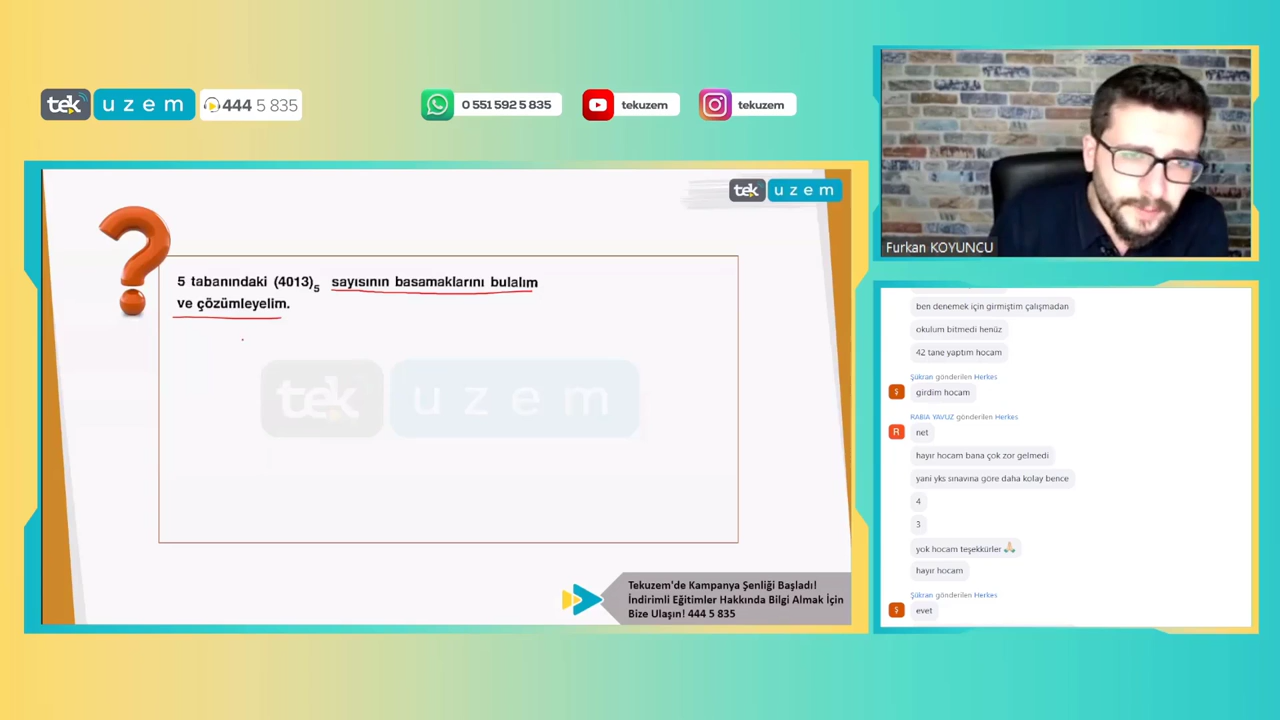 tek uzem 444 5 835
0 551 592 5 835
tekuzem
tekuzem
tek uzem
5 tabanındaki (4013)5 sayısının basamaklarını bulalım
ve çözümleyelim.
tek uzem
Tekuzem'de Kampanya Şenliği Başladı!
İndirimli Eğitimler Hakkında Bilgi Almak İçin
Bize Ulaşın! 444 5 835
Furkan KOYUNCU
ben denemek için girmiştim çalışmadan
okulum bitmedi henüz
42 tane yaptım hocam
Şükran gönderilen Herkes
Ş
girdim hocam
RABİA YAVUZ gönderilen Herkes
R
net
hayır hocam bana çok zor gelmedi
yani yks sınavına göre daha kolay bence
4
3
yok hocam teşekkürler 🙏🏻
hayır hocam
Şükran gönderilen Herkes
Ş
evet